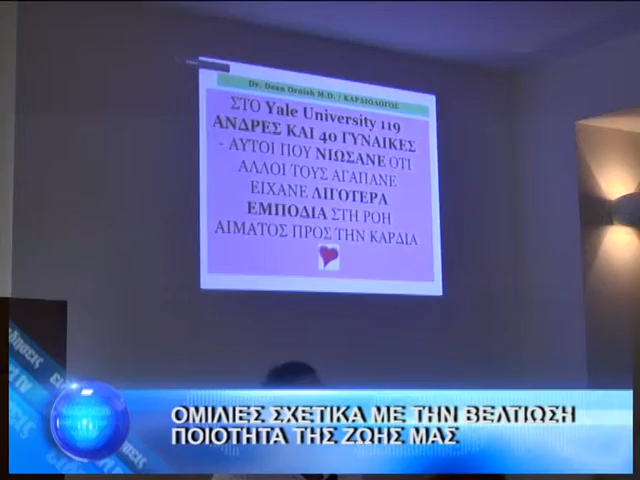 Dr. Dean Ornish M.D. / ΚΑΡΔΙΟΛΟΓΟΣ
ΣΤΟ Yale University 119
ΑΝΔΡΕΣ ΚΑΙ 40 ΓΥΝΑΙΚΕΣ
- ΑΥΤΟΙ ΠΟΥ ΝΙΩΣΑΝΕ ΟΤΙ
ΑΛΛΟΙ ΤΟΥΣ ΑΓΑΠΑΝΕ
ΕΙΧΑΝΕ ΛΙΓΟΤΕΡΑ
ΕΜΠΟΔΙΑ ΣΤΗ ΡΟΗ
ΑΙΜΑΤΟΣ ΠΡΟΣ ΤΗΝ ΚΑΡΔΙΑ
ΟΜΙΛΙΕΣ ΣΧΕΤΙΚΑ ΜΕ ΤΗΝ ΒΕΛΤΙΩΣΗ
ΠΟΙΟΤΗΤΑ ΤΗΣ ΖΩΗΣ ΜΑΣ